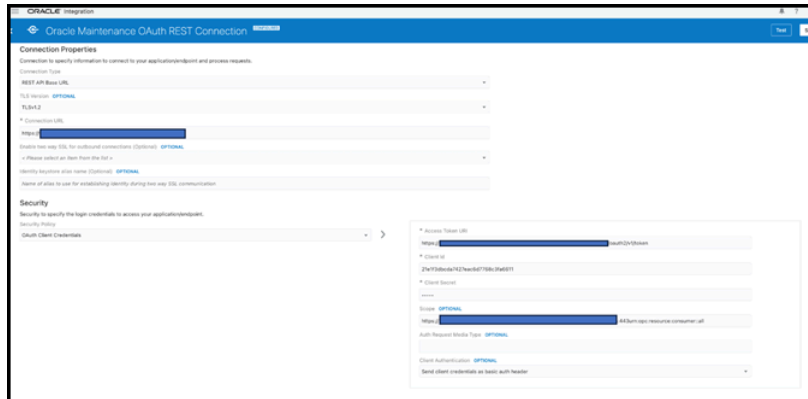 ORACLE Integration
Oracle Maintenance OAuth REST Connection CONFIGURED
Test
Connection Properties
Connection to specify information to connect to your application/endpoint and process requests.
Connection Type
REST API Base URL
TLS Version OPTIONAL
TLSv1.2
* Connection URL
https://
Enable two way SSL for outbound connections (Optional) OPTIONAL
< Please select an item from the list >
Identity keystore alias name (Optional) OPTIONAL
Name of alias to use for establishing identity during two way SSL communication
Security
Security to specify the login credentials to access your application/endpoint.
Security Policy
OAuth Client Credentials
* Access Token URI
https:// /oauth2/v1/token
* Client Id
* Client Secret
Scope OPTIONAL
https:// :443urn:opc:resource:consumer::all
Auth Request Media Type OPTIONAL
Client Authentication OPTIONAL
Send client credentials as basic auth header